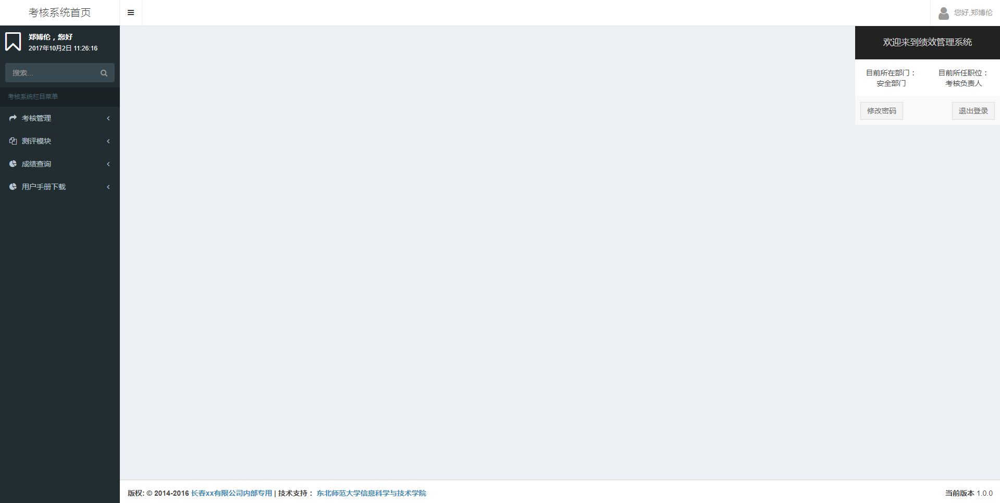 考核系统首页
您好,郑博伦
郑博伦，您好
2017年10月2日 11:26:16
搜索...
考核系统栏目菜单
考核管理
测评模块
成绩查询
用户手册下载
欢迎来到绩效管理系统
目前所在部门：
安全部门
目前所任职位：
考核负责人
修改密码
退出登录
版权: © 2014-2016 长春xx有限公司内部专用 | 技术支持： 东北师范大学信息科学与技术学院
当前版本 1.0.0